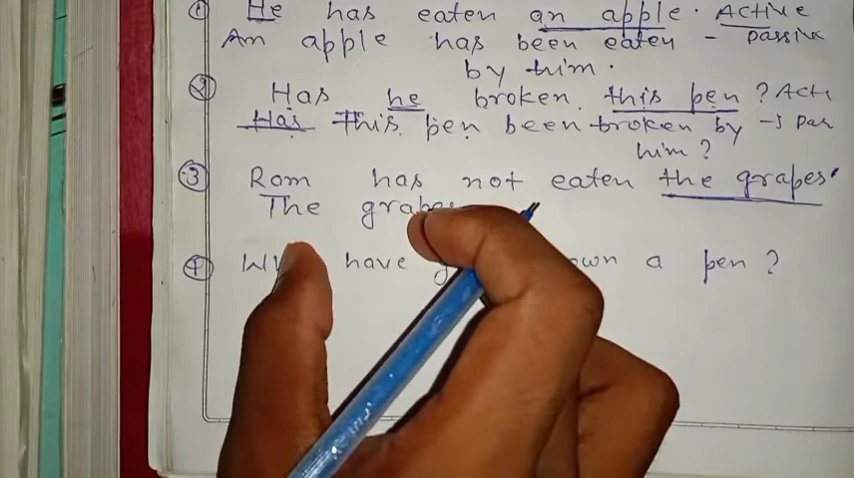 ① He has eaten an apple. Active
An apple has been eaten - passive
by him.
② Has he broken this pen ? Acti
Has This pen been broken by -> pas
him ?
③ Ram has not eaten the grapes.
The grapes
④ have a pen ?